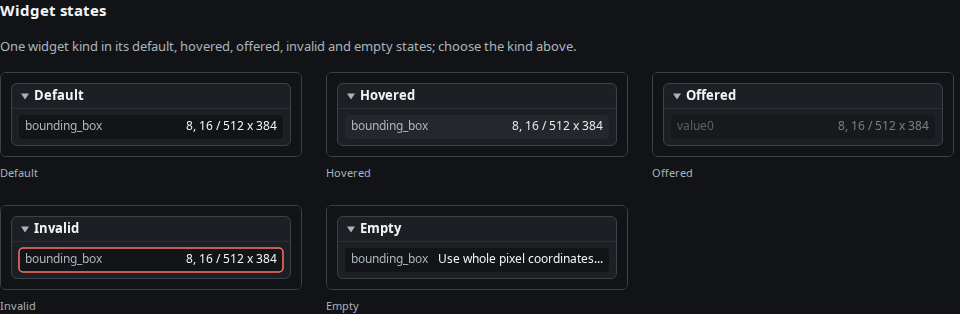 Widget states
One widget kind in its default, hovered, offered, invalid and empty states; choose the kind above.
Default
bounding_box 8, 16 / 512 x 384
Default
Hovered
bounding_box 8, 16 / 512 x 384
Hovered
Offered
value0 8, 16 / 512 x 384
Offered
Invalid
bounding_box 8, 16 / 512 x 384
Invalid
Empty
bounding_box Use whole pixel coordinates...
Empty